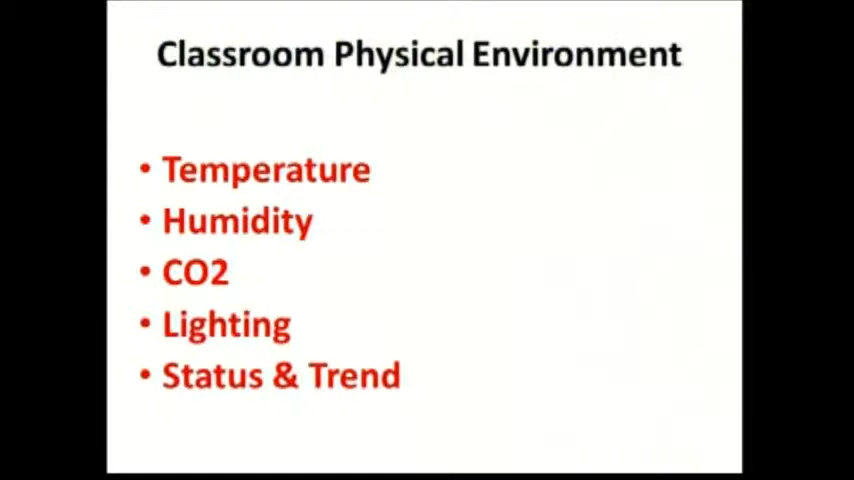 Classroom Physical Environment
• Temperature
• Humidity
• CO2
• Lighting
• Status & Trend